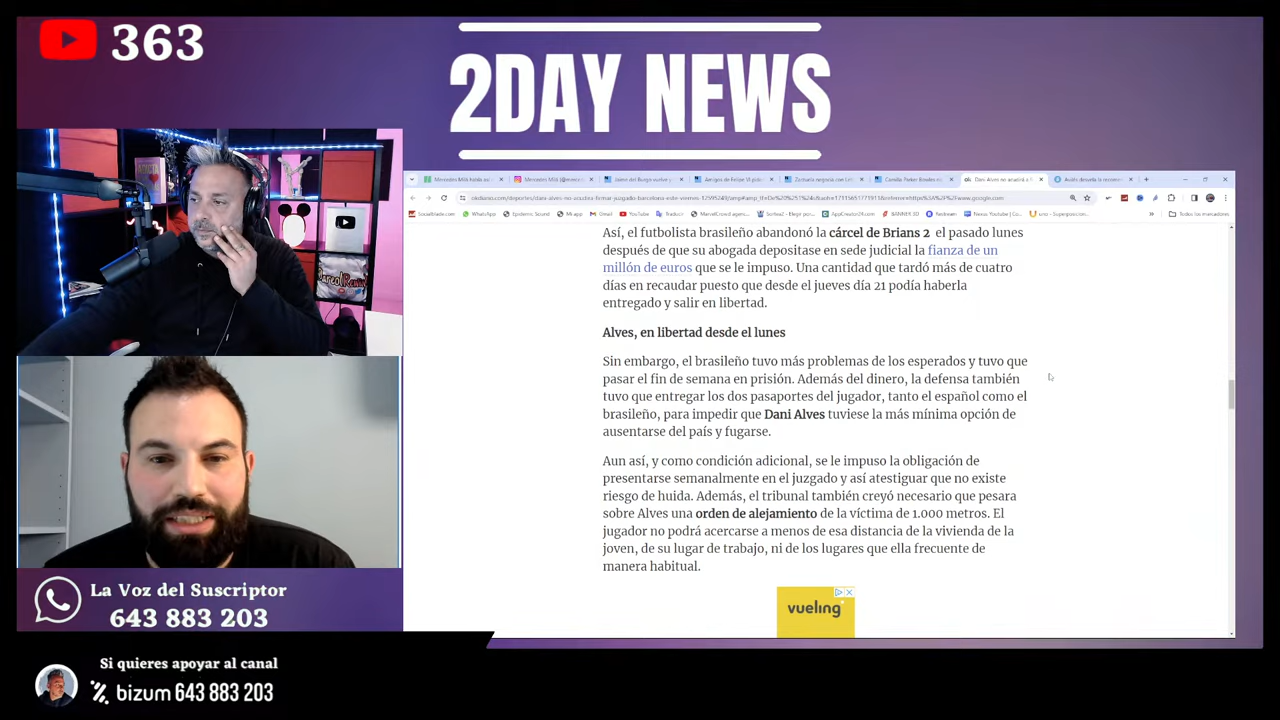 363
2DAY NEWS
Así, el futbolista brasileño abandonó la cárcel de Brians 2 el pasado lunes
después de que su abogada depositase en sede judicial la fianza de un
millón de euros que se le impuso. Una cantidad que tardó más de cuatro
días en recaudar puesto que desde el jueves día 21 podía haberla
entregado y salir en libertad.
Alves, en libertad desde el lunes
Sin embargo, el brasileño tuvo más problemas de los esperados y tuvo que
pasar el fin de semana en prisión. Además del dinero, la defensa también
tuvo que entregar los dos pasaportes del jugador, tanto el español como el
brasileño, para impedir que Dani Alves tuviese la más mínima opción de
ausentarse del país y fugarse.
Aun así, y como condición adicional, se le impuso la obligación de
presentarse semanalmente en el juzgado y así atestiguar que no existe
riesgo de huida. Además, el tribunal también creyó necesario que pesara
sobre Alves una orden de alejamiento de la víctima de 1.000 metros. El
jugador no podrá acercarse a menos de esa distancia de la vivienda de la
joven, de su lugar de trabajo, ni de los lugares que ella frecuente de
manera habitual.
vueling
La Voz del Suscriptor
643 883 203
Si quieres apoyar al canal
bizum 643 883 203
WhatsApp
Gmail
YouTube
Traducir
Todos los marcadores